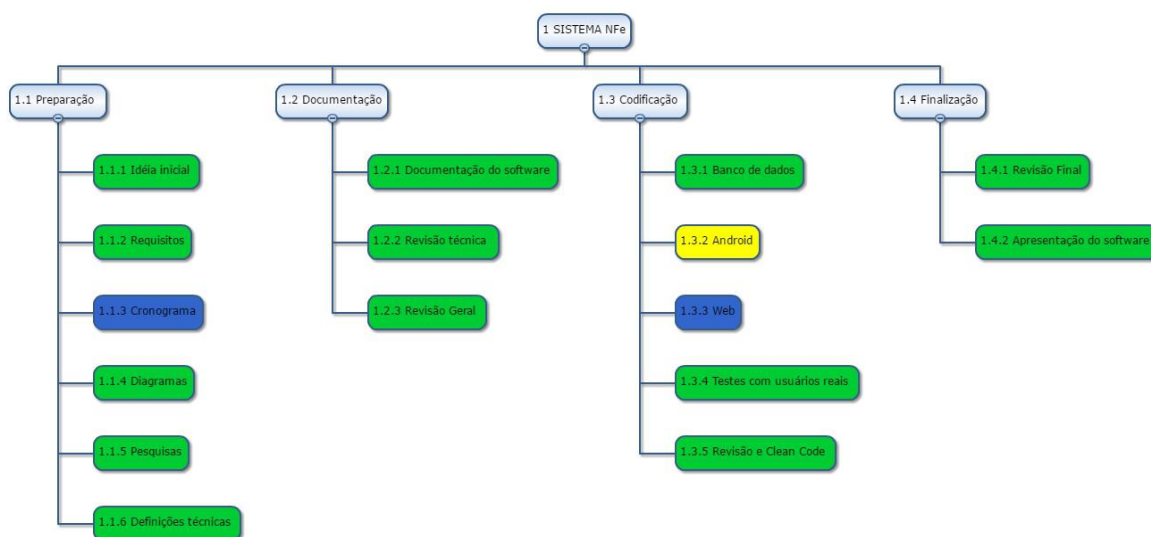 1 SISTEMA NFe
1.1 Preparação
1.2 Documentação
1.3 Codificação
1.4 Finalização
1.1.1 Idéia inicial
1.1.2 Requisitos
1.1.3 Cronograma
1.1.4 Diagramas
1.1.5 Pesquisas
1.1.6 Definições técnicas
1.2.1 Documentação do software
1.2.2 Revisão técnica
1.2.3 Revisão Geral
1.3.1 Banco de dados
1.3.2 Android
1.3.3 Web
1.3.4 Testes com usuários reais
1.3.5 Revisão e Clean Code
1.4.1 Revisão Final
1.4.2 Apresentação do software